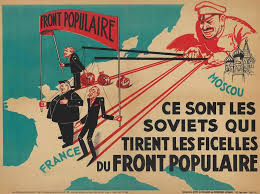 FRONT POPULAIRE
MOSCOU
FRANCE
CE SONT LES
SOVIETS QUI
TIRENT LES FICELLES
DU FRONT POPULAIRE